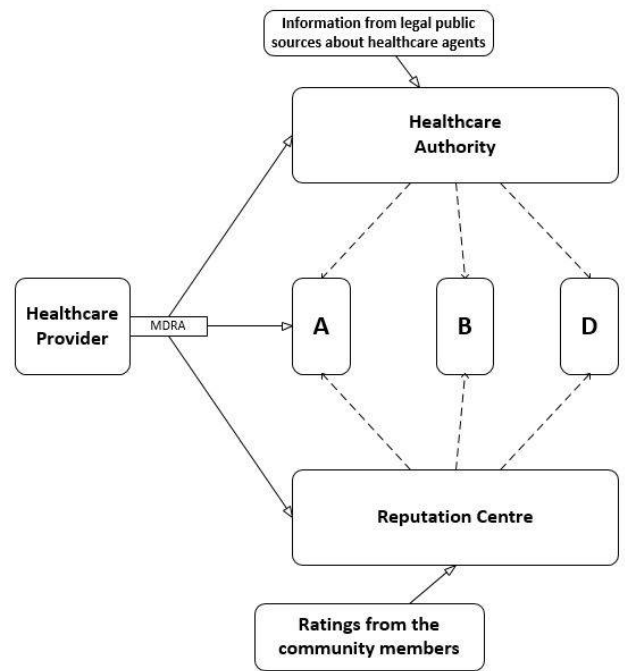 Information from legal public
sources about healthcare agents
Healthcare
Authority
Healthcare
Provider
MDRA
A
B
D
Reputation Centre
Ratings from the
community members